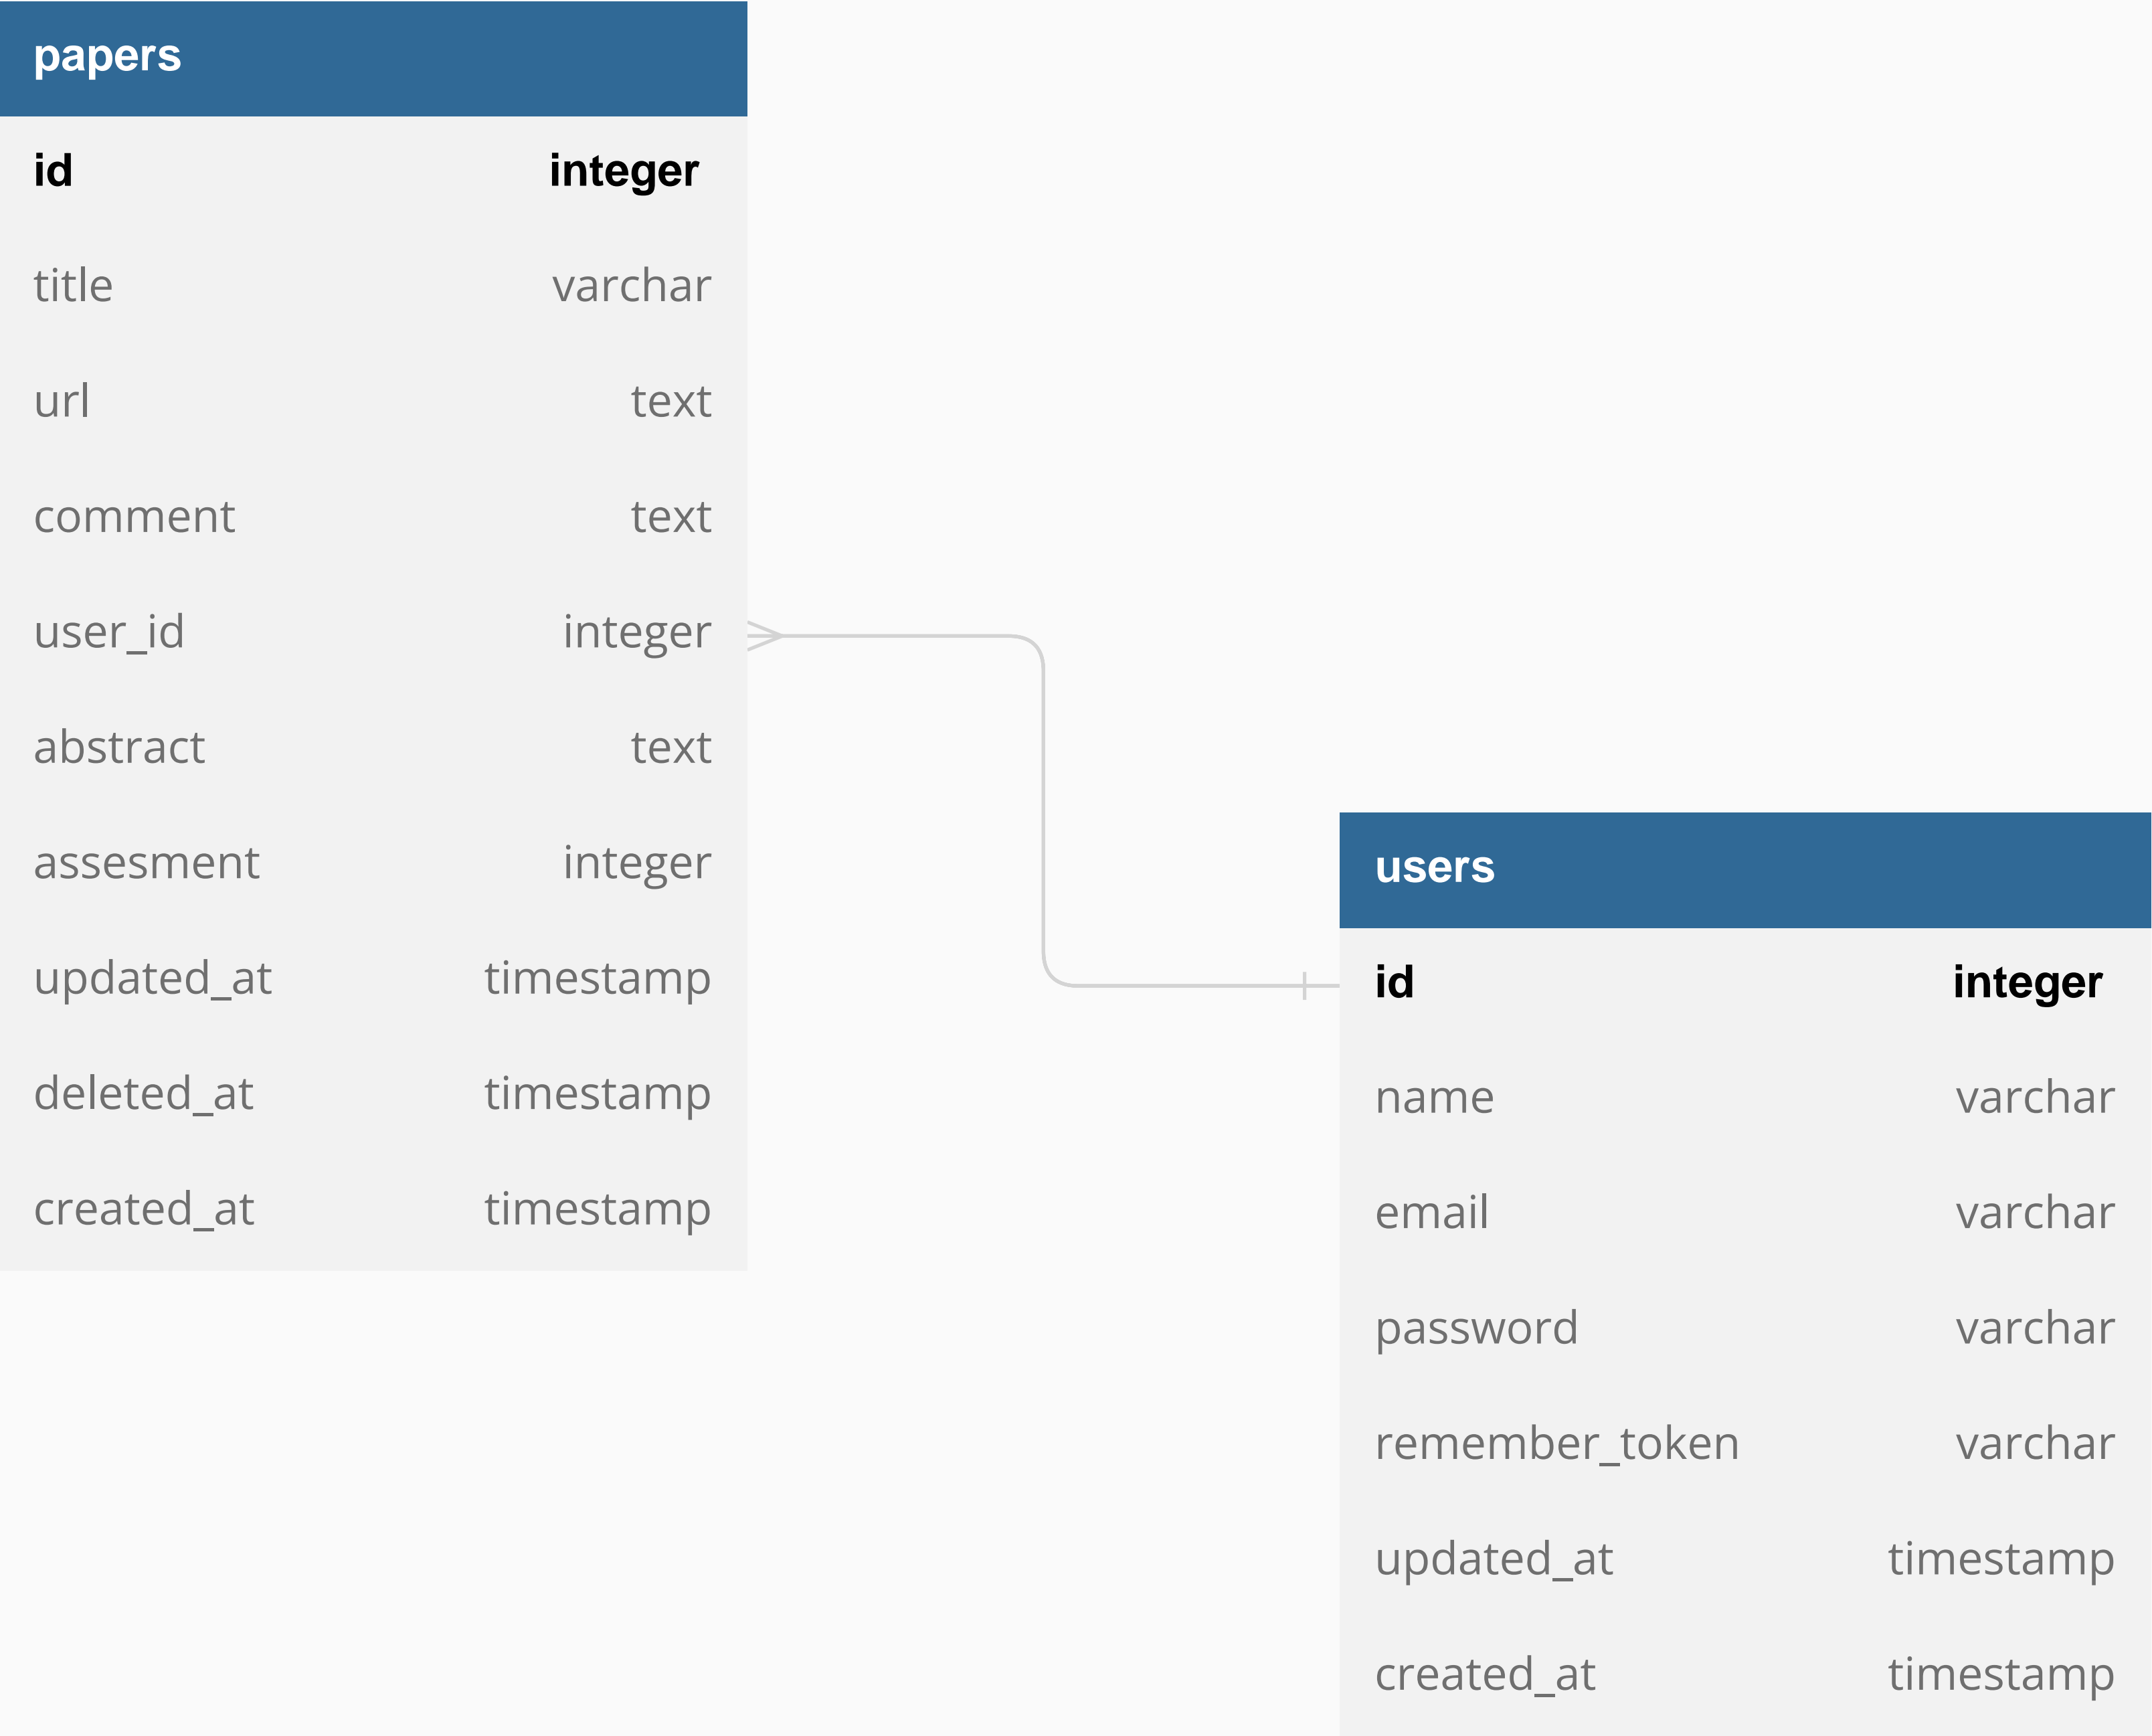 papers
id integer
title varchar
url text
comment text
user_id integer
abstract text
assesment integer
updated_at timestamp
deleted_at timestamp
created_at timestamp
users
id integer
name varchar
email varchar
password varchar
remember_token varchar
updated_at timestamp
created_at timestamp